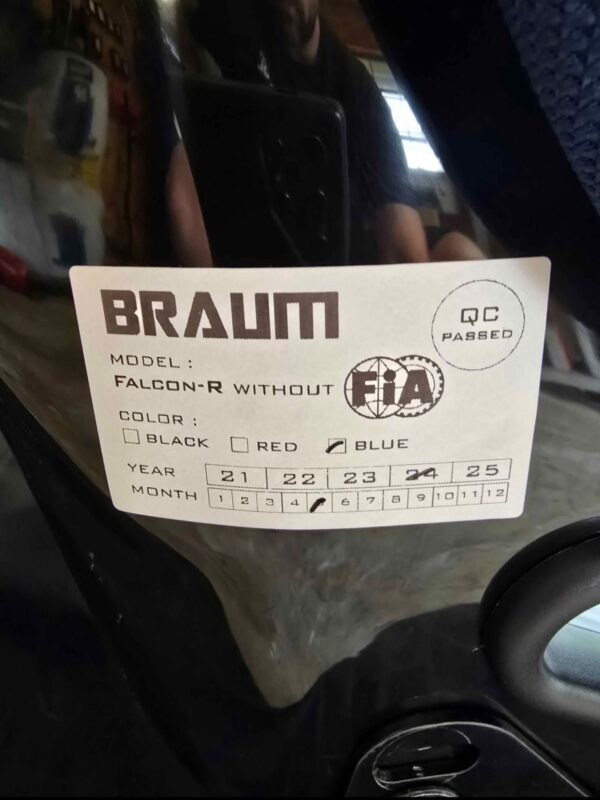 BRAUM
QC
PASSED
MODEL :
FALCON-R WITHOUT FiA
COLOR :
BLACK RED BLUE
YEAR 21 22 23 24 25
MONTH 1 2 3 4 6 7 8 9 10 11 12